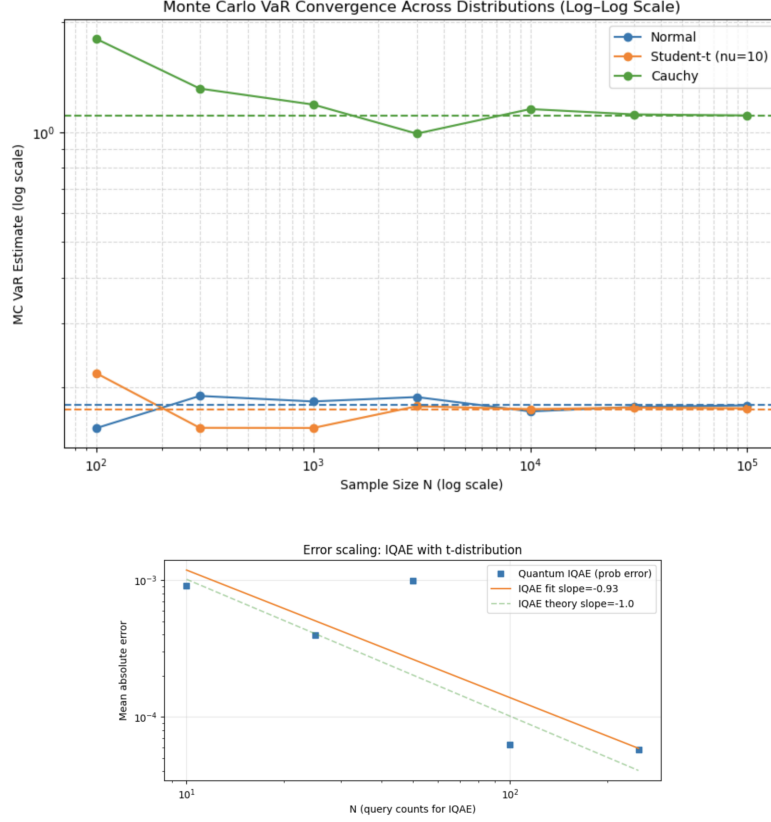 Monte Carlo VaR Convergence Across Distributions (Log–Log Scale)
Normal
Student-t (nu=10)
Cauchy
10⁰
MC VaR Estimate (log scale)
10² 10³ 10⁴ 10⁵
Sample Size N (log scale)
Error scaling: IQAE with t-distribution
Quantum IQAE (prob error)
IQAE fit slope=-0.93
IQAE theory slope=-1.0
10⁻³
Mean absolute error
10⁻⁴
10¹ 10²
N (query counts for IQAE)